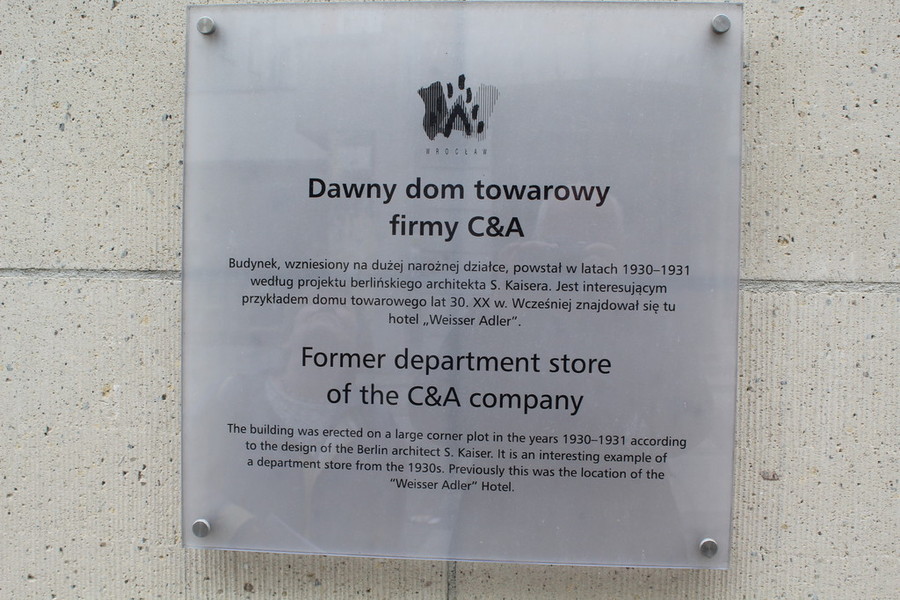 WROCŁAW
Dawny dom towarowy
firmy C&A
Budynek, wzniesiony na dużej narożnej działce, powstał w latach 1930–1931
według projektu berlińskiego architekta S. Kaisera. Jest interesującym
przykładem domu towarowego lat 30. XX w. Wcześniej znajdował się tu
hotel „Weisser Adler”.
Former department store
of the C&A company
The building was erected on a large corner plot in the years 1930–1931 according
to the design of the Berlin architect S. Kaiser. It is an interesting example of
a department store from the 1930s. Previously this was the location of the
“Weisser Adler” Hotel.